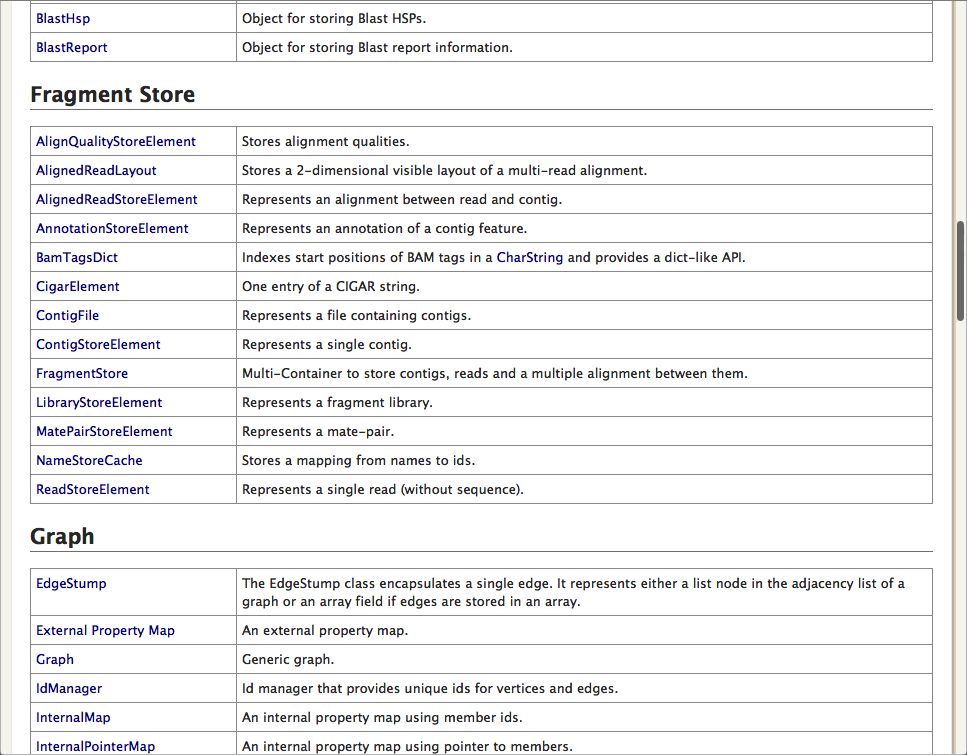 BlastHsp Object for storing Blast HSPs.
BlastReport Object for storing Blast report information.
Fragment Store
AlignQualityStoreElement Stores alignment qualities.
AlignedReadLayout Stores a 2-dimensional visible layout of a multi-read alignment.
AlignedReadStoreElement Represents an alignment between read and contig.
AnnotationStoreElement Represents an annotation of a contig feature.
BamTagsDict Indexes start positions of BAM tags in a CharString and provides a dict-like API.
CigarElement One entry of a CIGAR string.
ContigFile Represents a file containing contigs.
ContigStoreElement Represents a single contig.
FragmentStore Multi-Container to store contigs, reads and a multiple alignment between them.
LibraryStoreElement Represents a fragment library.
MatePairStoreElement Represents a mate-pair.
NameStoreCache Stores a mapping from names to ids.
ReadStoreElement Represents a single read (without sequence).
Graph
EdgeStump The EdgeStump class encapsulates a single edge. It represents either a list node in the adjacency list of a
graph or an array field if edges are stored in an array.
External Property Map An external property map.
Graph Generic graph.
IdManager Id manager that provides unique ids for vertices and edges.
InternalMap An internal property map using member ids.
InternalPointerMap An internal property map using pointer to members.